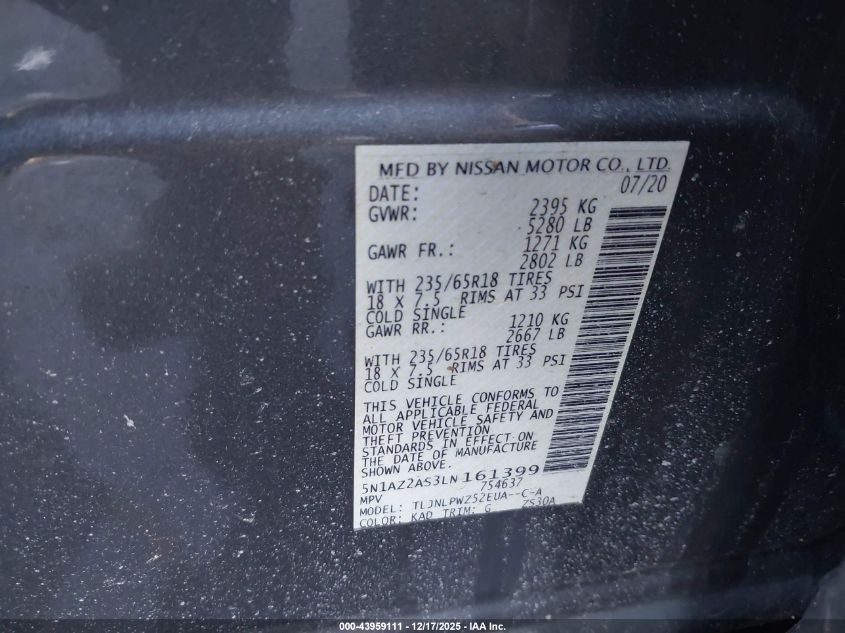 MFD BY NISSAN MOTOR CO., LTD.
DATE: 07/20
GVWR: 2395 KG
5280 LB
GAWR FR.: 1271 KG
2802 LB
WITH 235/65R18 TIRES
18 X 7.5 RIMS AT 33 PSI
COLD SINGLE
GAWR RR.: 1210 KG
2667 LB
WITH 235/65R18 TIRES
18 X 7.5 RIMS AT 33 PSI
COLD SINGLE
THIS VEHICLE CONFORMS TO
ALL APPLICABLE FEDERAL
MOTOR VEHICLE SAFETY AND
THEFT PREVENTION
STANDARDS IN EFFECT ON
THE DATE OF MANUFACTURE
SHOWN ABOVE.
5N1AZ2AS3LN161399
MPV 754637
MODEL: TLJNLPWZ52EUA--C-A
COLOR: KAD TRIM: G ZS30A
000-43959111 - 12/17/2025 - IAA Inc.